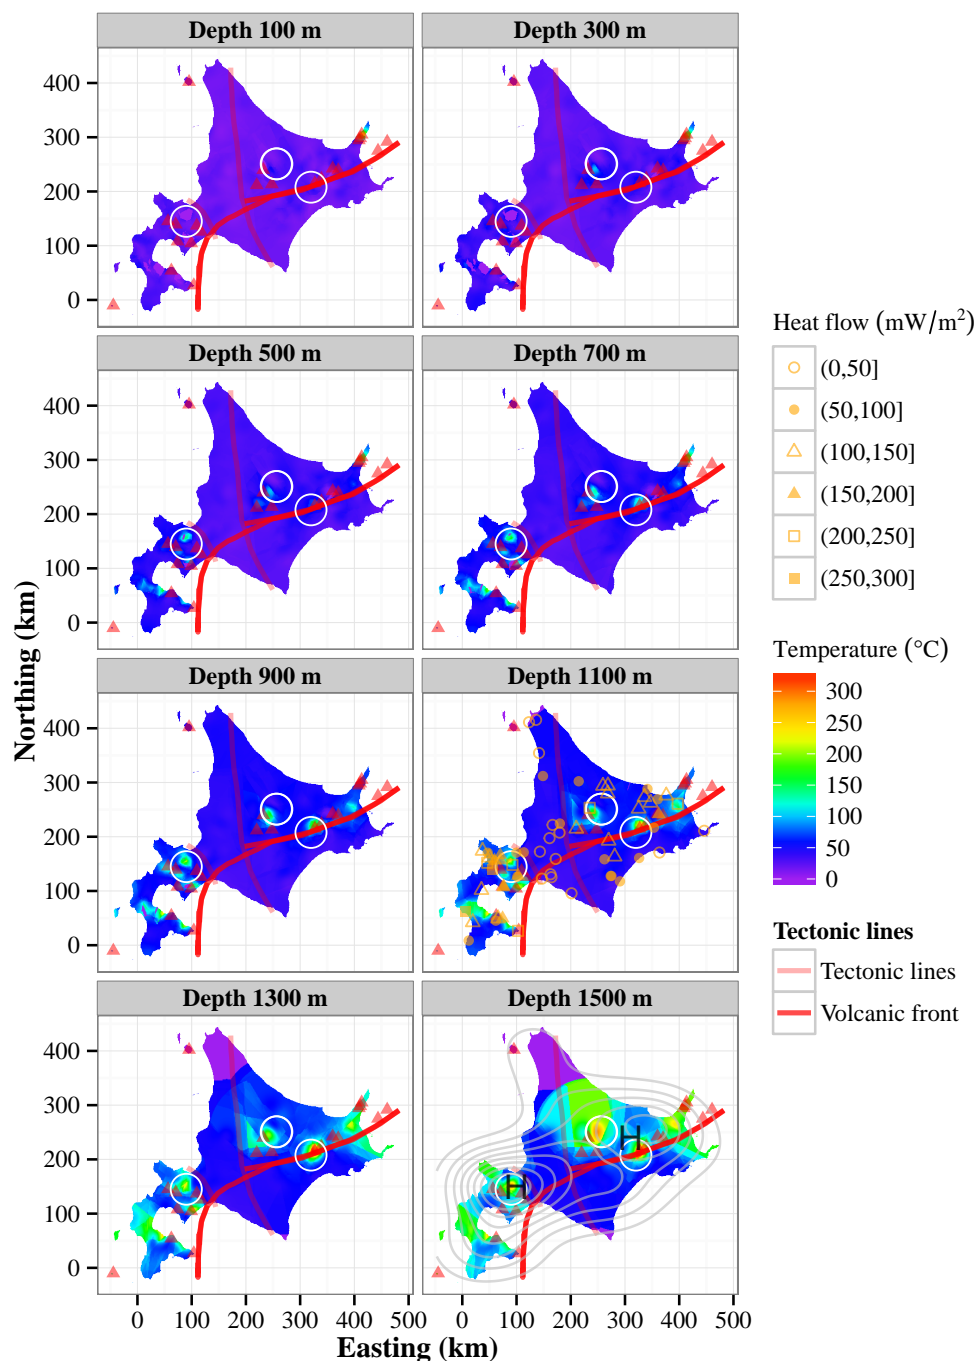 Depth 100 m Depth 300 m
400
300
200
100
0
Heat flow (mW/m²)
(0,50]
(50,100]
(100,150]
(150,200]
(200,250]
(250,300]
Depth 500 m Depth 700 m
400
300
200
100
0
Northing (km)
Temperature (°C)
300
250
200
150
100
50
0
Depth 900 m Depth 1100 m
400
300
200
100
0
Tectonic lines
Tectonic lines
Volcanic front
Depth 1300 m Depth 1500 m
400
300
200
100
0
H
H
0 100 200 300 400 500 0 100 200 300 400 500
Easting (km)